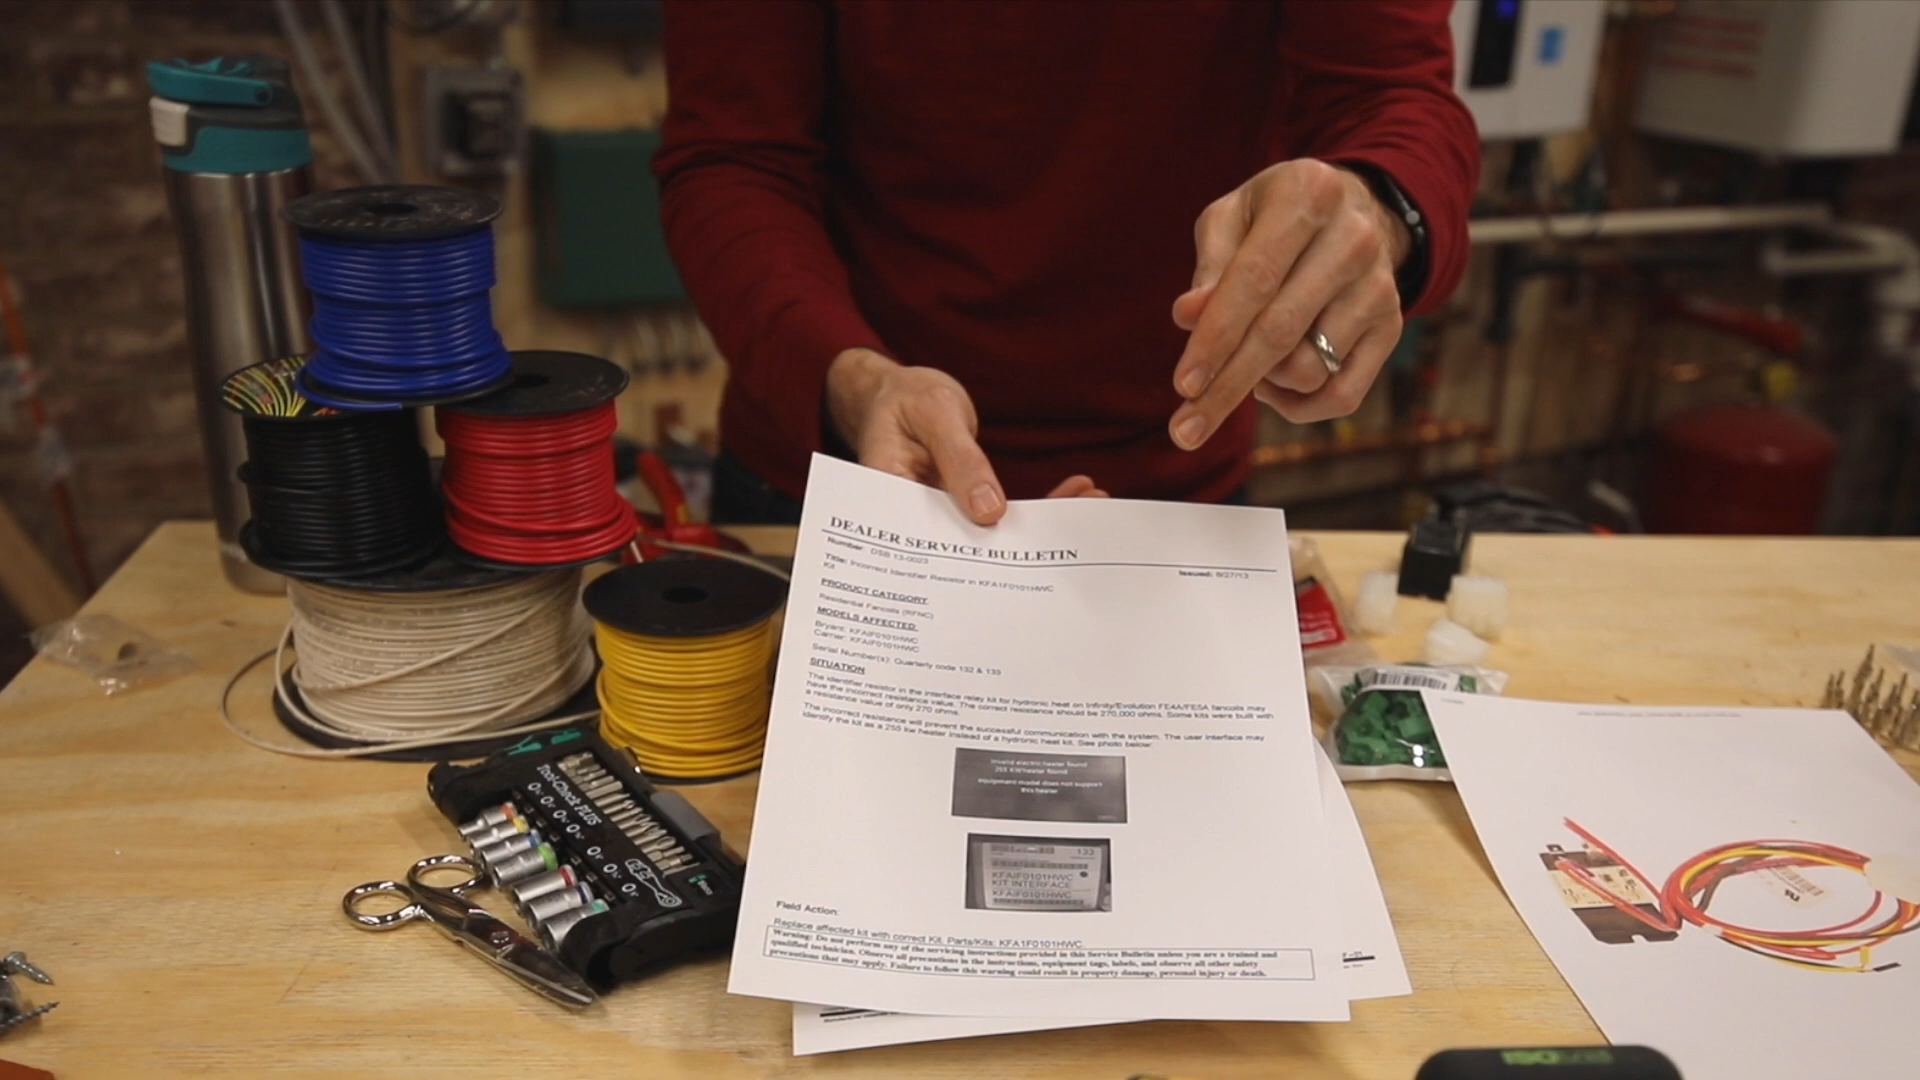 DEALER SERVICE BULLETIN
Number: DSB 13-0023
Issued: 8/27/13
Title: Incorrect Identifier Resistor in KFA1F0101HWC
Kit
PRODUCT CATEGORY
Residential Fancoils (RFNC)
MODELS AFFECTED
Bryant: KFAIF0101HWC
Carrier: KFAIF0101HWC
Serial Number(s): Quarterly code 132 & 133
SITUATION
The identifier resistor in the interface relay kit for hydronic heat on Infinity/Evolution FE4A/FE5A fancoils may
have the incorrect resistance value. The correct resistance should be 270,000 ohms. Some kits were built with
a resistance value of only 270 ohms.
The incorrect resistance will prevent the successful communication with the system. The user interface may
identify the kit as a 255 kw heater instead of a hydronic heat kit. See photo below:
Invalid electric heater found
255 KW heater found
equipment model does not support
this heater
133
KFAIF0101HWC
KIT INTERFACE
KFAIF0101HWC
Field Action:
Replace affected kit with correct Kit. Parts/Kits: KFA1F0101HWC
Warning: Do not perform any of the servicing instructions provided in this Service Bulletin unless you are a trained and
qualified technician. Observe all precautions in the instructions, equipment tags, labels, and observe all other safety
precautions that may apply. Failure to follow this warning could result in property damage, personal injury or death.
Tool-Check PLUS
Wera